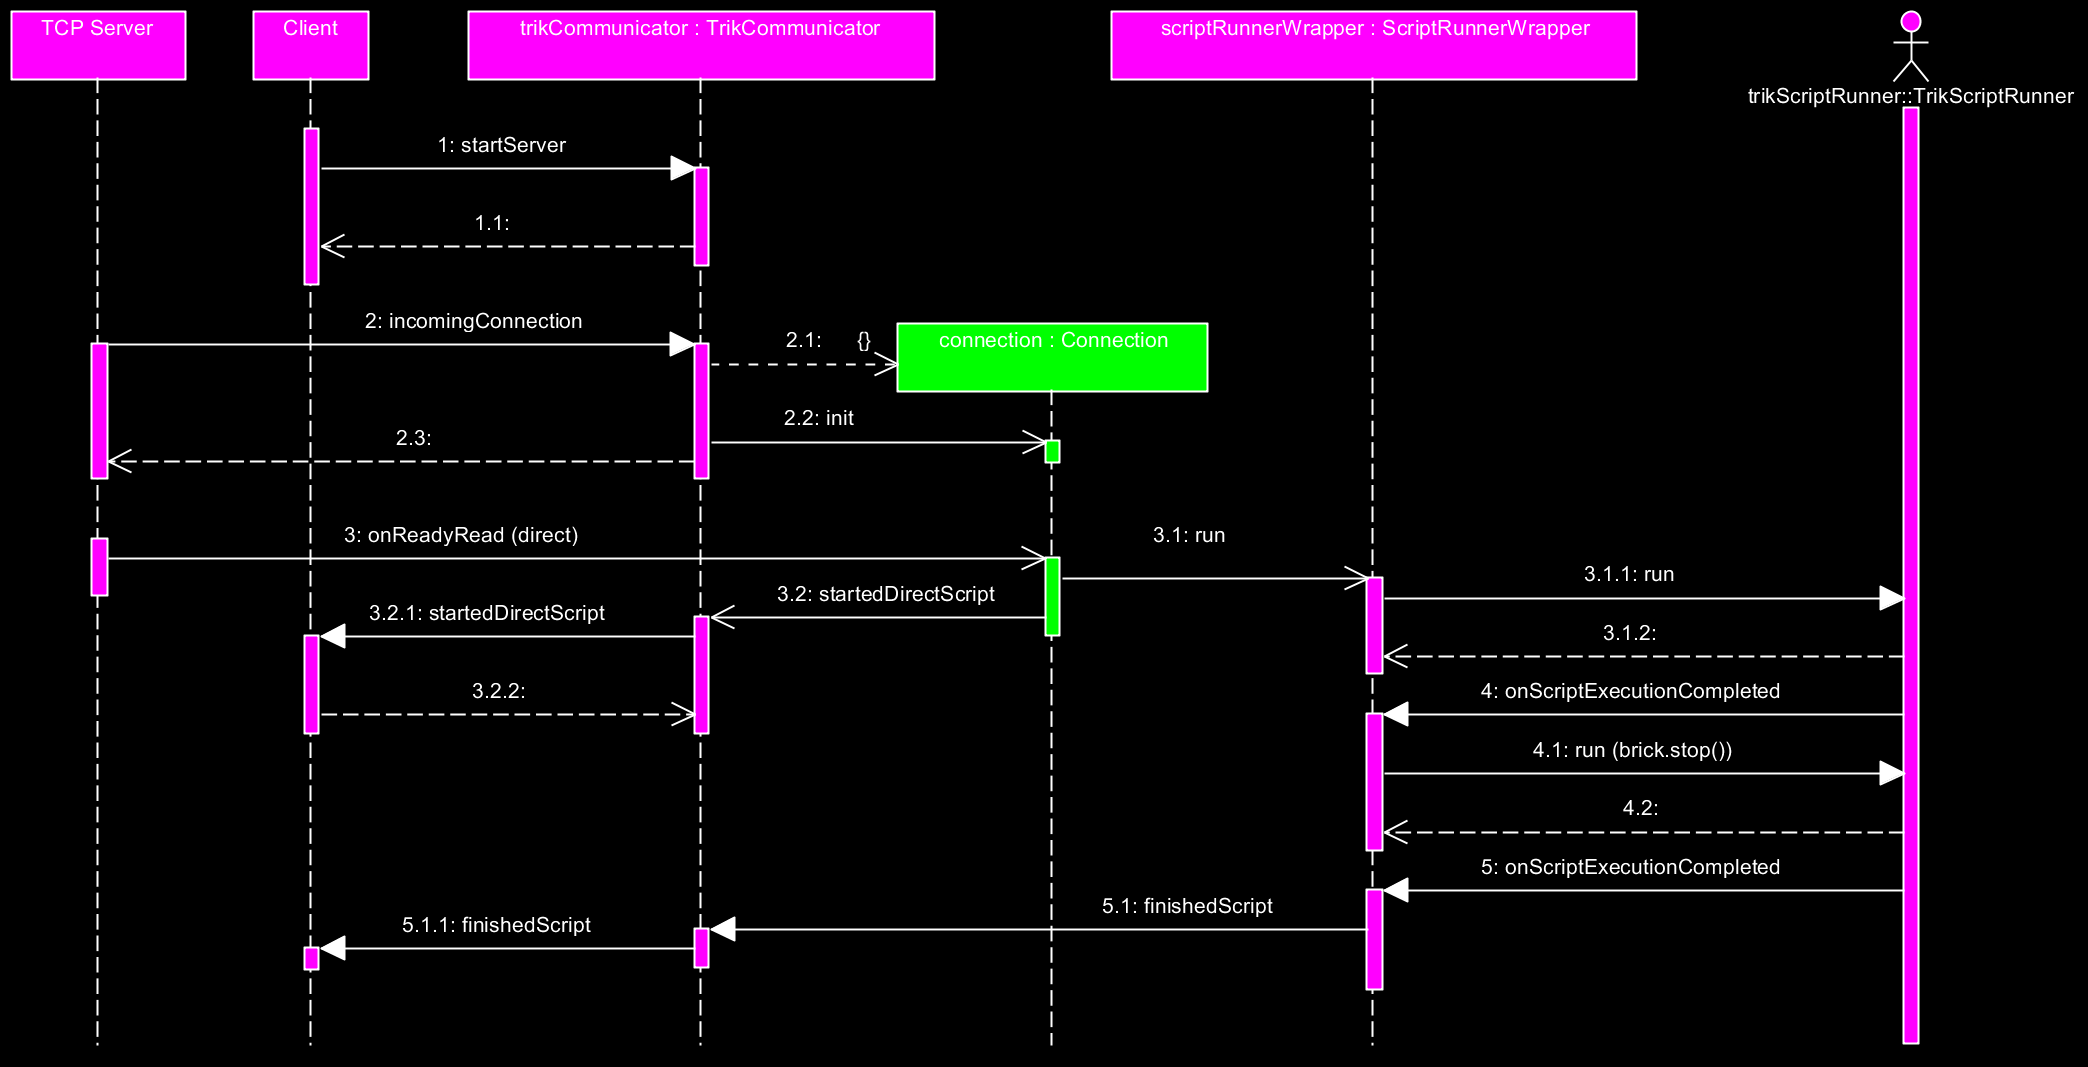 TCP Server
Client
trikCommunicator : TrikCommunicator
scriptRunnerWrapper : ScriptRunnerWrapper
trikScriptRunner::TrikScriptRunner
1: startServer
1.1:
2: incomingConnection
2.1: {}
connection : Connection
2.2: init
2.3:
3: onReadyRead (direct)
3.1: run
3.1.1: run
3.2: startedDirectScript
3.2.1: startedDirectScript
3.1.2:
3.2.2:
4: onScriptExecutionCompleted
4.1: run (brick.stop())
4.2:
5: onScriptExecutionCompleted
5.1: finishedScript
5.1.1: finishedScript